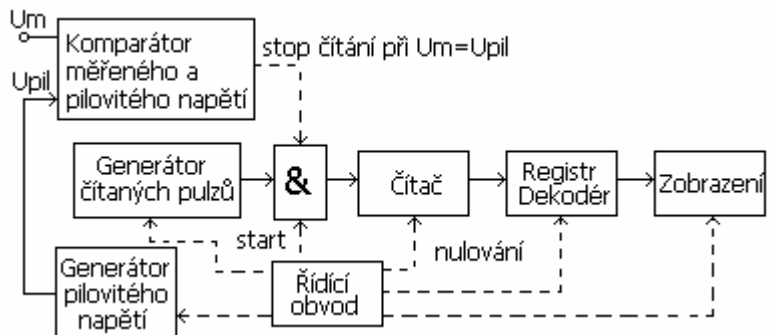 Um
Komparátor
měřeného a
pilovitého napětí
stop čítání při Um=Upil
Upil
Generátor
čítaných pulzů
&
Čítač
Registr
Dekodér
Zobrazení
start
nulování
Generátor
pilovitého
napětí
Řídící
obvod